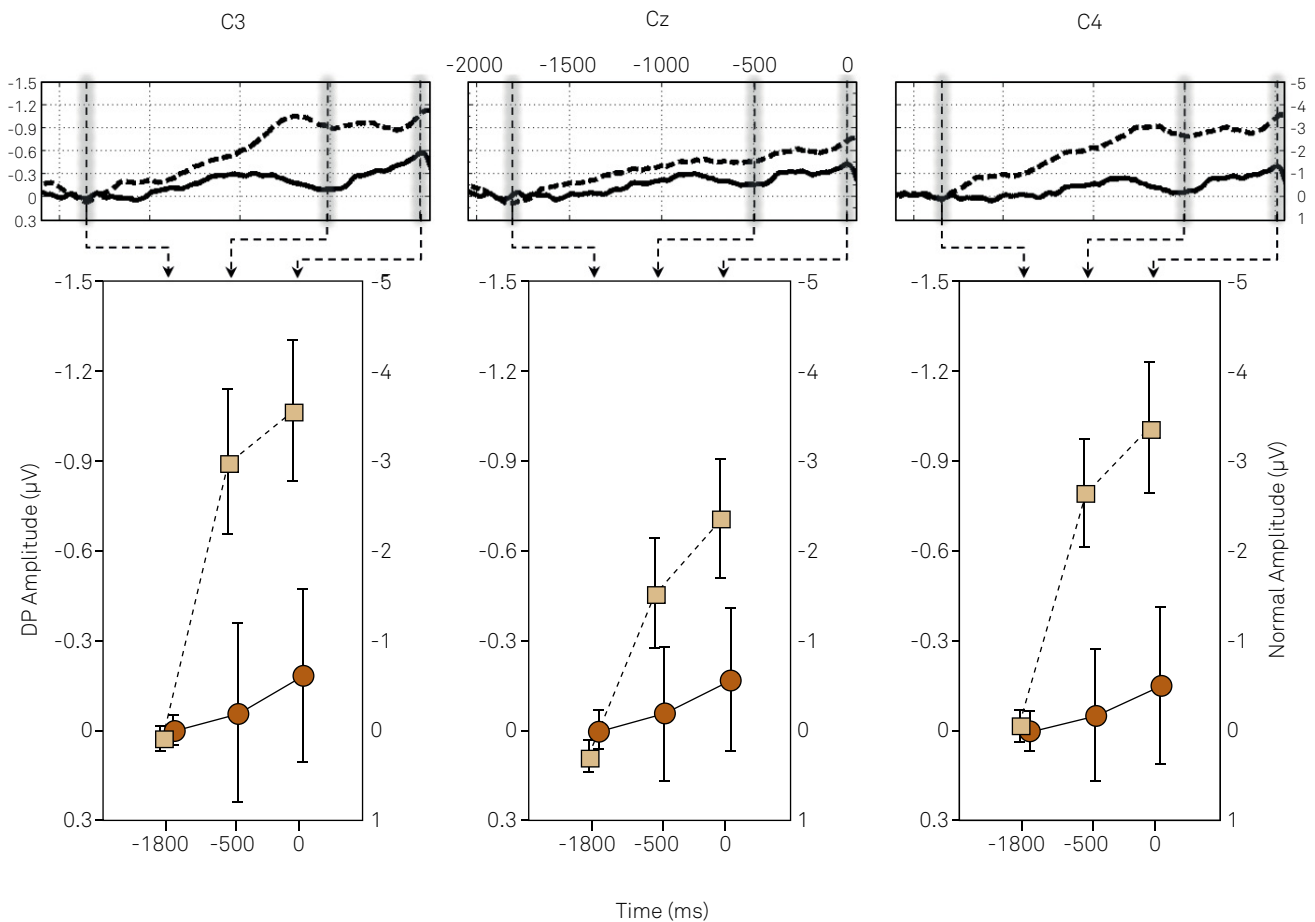 C3 Cz C4
-2000 -1500 -1000 -500 0
-1.5 -5
-1.2 -4
-0.9 -3
-0.6 -2
-0.3 -1
0 0
0.3 1
-1.5 -5 -1.5 -5 -1.5 -5
-1.2 -4 -1.2 -4 -1.2 -4
-0.9 -3 -0.9 -3 -0.9 -3
-0.6 -2 -0.6 -2 -0.6 -2
-0.3 -1 -0.3 -1 -0.3 -1
0 0 0 0 0 0
0.3 1 0.3 1 0.3 1
DP Amplitude (µV)
Normal Amplitude (µV)
-1800 -500 0 -1800 -500 0 -1800 -500 0
Time (ms)